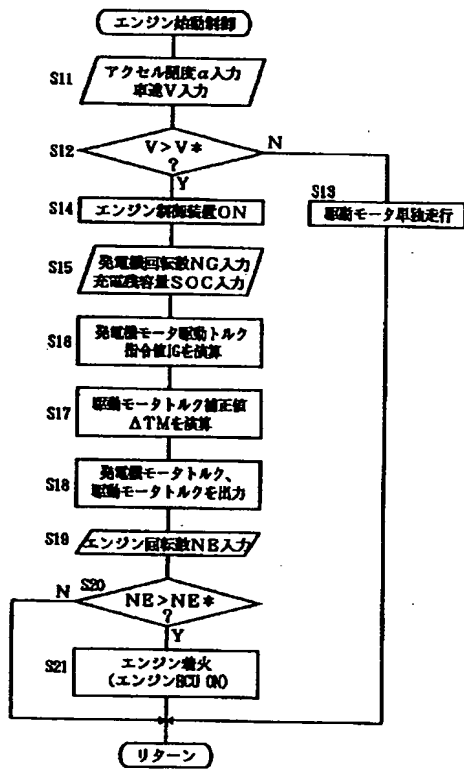 エンジン始動制御
S11
アクセル開度α入力
車速V入力
S12
V>V*
?
N
Y
S13
駆動モータ単独走行
S14
エンジン制御装置ON
S15
発電機回転数NG入力
充電残容量SOC入力
S16
発電機モータ駆動トルク
指令値IGを演算
S17
駆動モータトルク補正値
ΔTMを演算
S18
発電機モータトルク、
駆動モータトルクを出力
S19
エンジン回転数NE入力
S20
N
NE>NE*
?
Y
S21
エンジン着火
(エンジンECU ON)
リターン